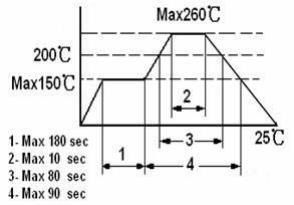 Max260℃
200℃
Max150℃
2
25℃
1- Max 180 sec
1
3
2- Max 10 sec
4
3- Max 80 sec
4- Max 90 sec